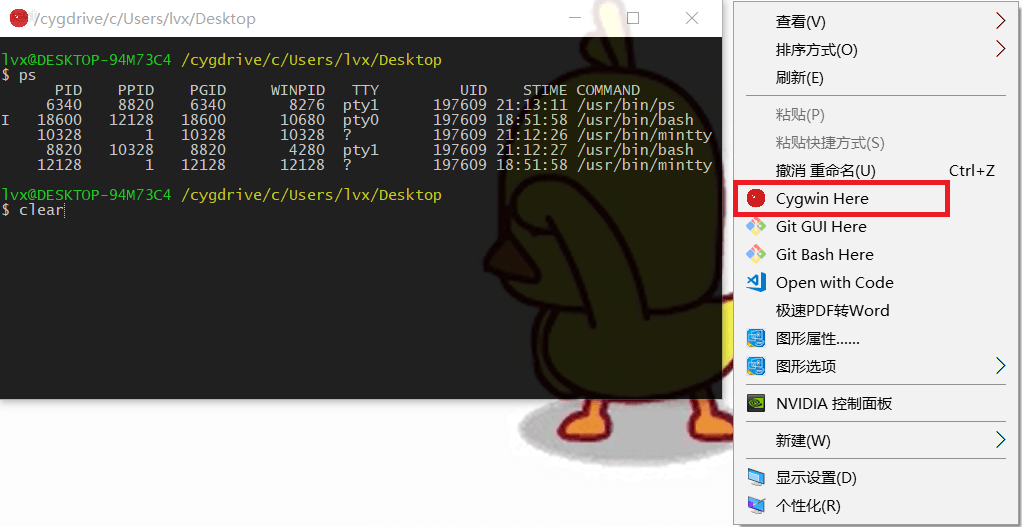 /cygdrive/c/Users/lvx/Desktop
lvx@DESKTOP-94M73C4 /cygdrive/c/Users/lvx/Desktop
$ ps
PID PPID PGID WINPID TTY UID STIME COMMAND
6340 8820 6340 8276 pty1 197609 21:13:11 /usr/bin/ps
I 18600 12128 18600 10680 pty0 197609 18:51:58 /usr/bin/bash
10328 1 10328 10328 ? 197609 21:12:26 /usr/bin/mintty
8820 10328 8820 4280 pty1 197609 21:12:27 /usr/bin/bash
12128 1 12128 12128 ? 197609 18:51:58 /usr/bin/mintty
lvx@DESKTOP-94M73C4 /cygdrive/c/Users/lvx/Desktop
$ clear
查看(V)
排序方式(O)
刷新(E)
粘贴(P)
粘贴快捷方式(S)
撤消 重命名(U) Ctrl+Z
Cygwin Here
Git GUI Here
Git Bash Here
Open with Code
极速PDF转Word
图形属性......
图形选项
NVIDIA 控制面板
新建(W)
显示设置(D)
个性化(R)